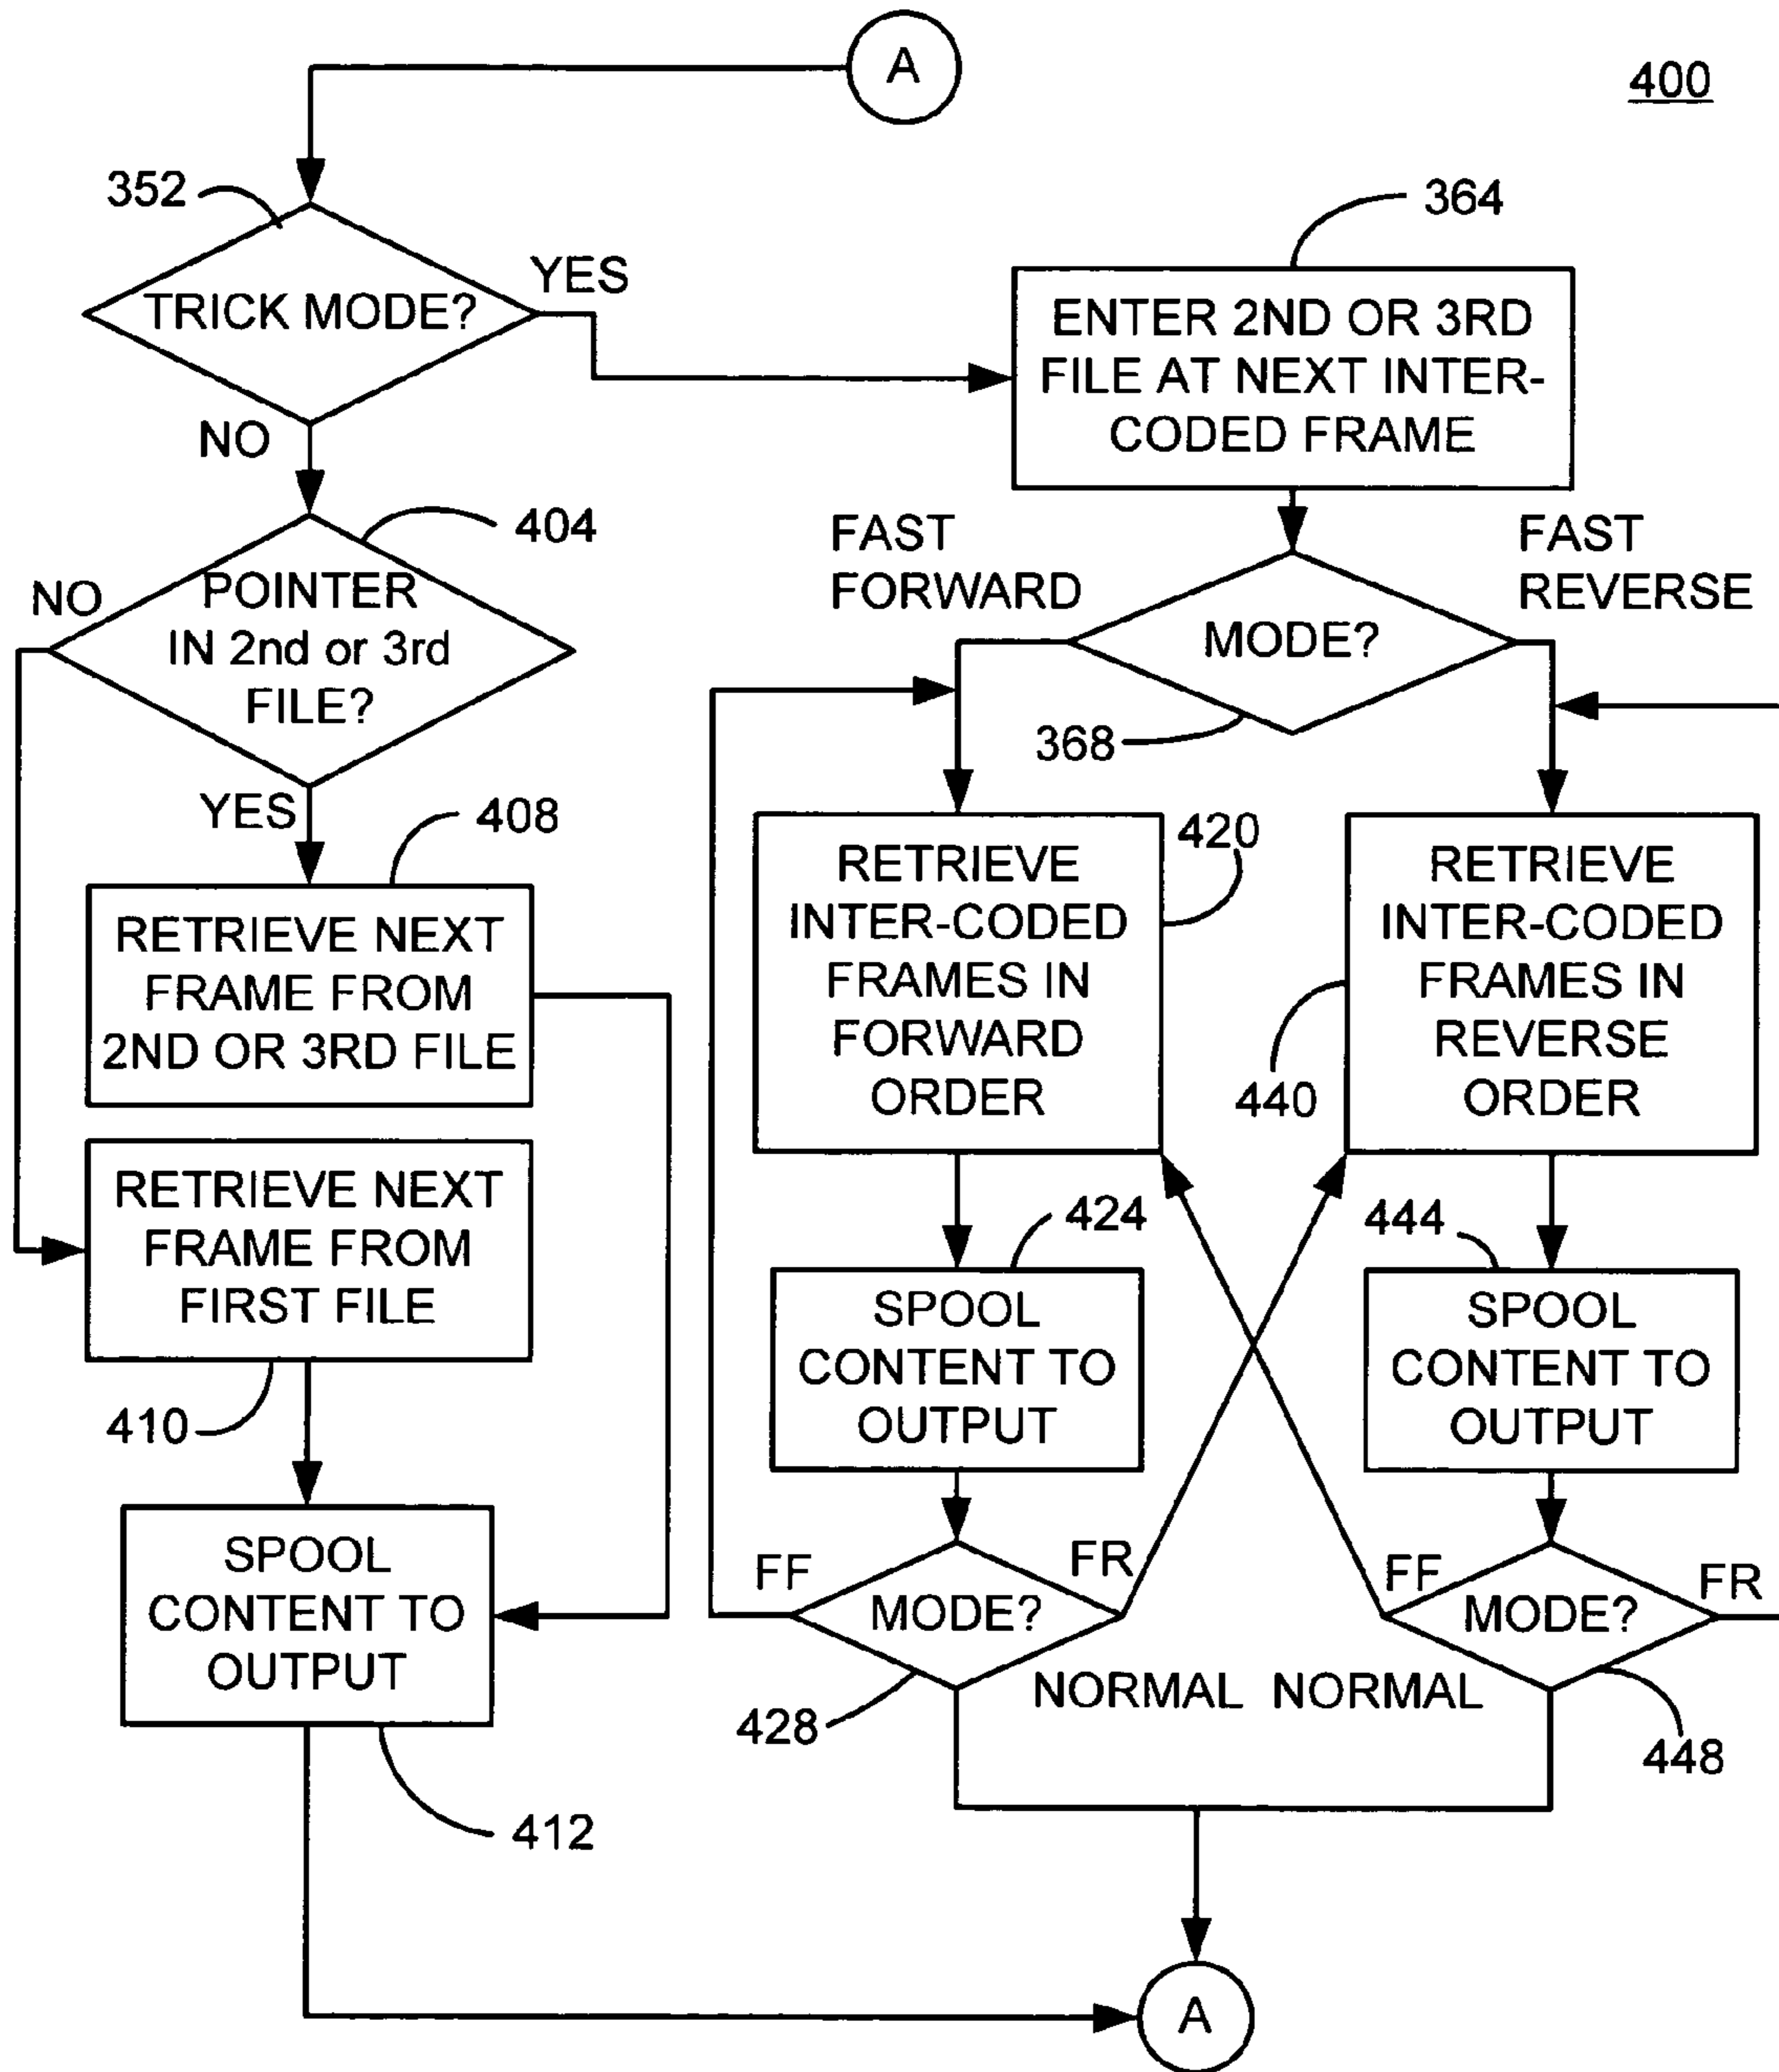 A
400
352
TRICK MODE?
YES
NO
364
ENTER 2ND OR 3RD
FILE AT NEXT INTER-
CODED FRAME
404
NO
POINTER
IN 2nd or 3rd
FILE?
YES
FAST
FORWARD
FAST
REVERSE
MODE?
368
408
RETRIEVE NEXT
FRAME FROM
2ND OR 3RD FILE
RETRIEVE NEXT
FRAME FROM
FIRST FILE
410
SPOOL
CONTENT TO
OUTPUT
412
420
RETRIEVE
INTER-CODED
FRAMES IN
FORWARD
ORDER
440
RETRIEVE
INTER-CODED
FRAMES IN
REVERSE
ORDER
424
SPOOL
CONTENT TO
OUTPUT
444
SPOOL
CONTENT TO
OUTPUT
FF
MODE?
FR
428
NORMAL
FF
MODE?
FR
NORMAL
448
A